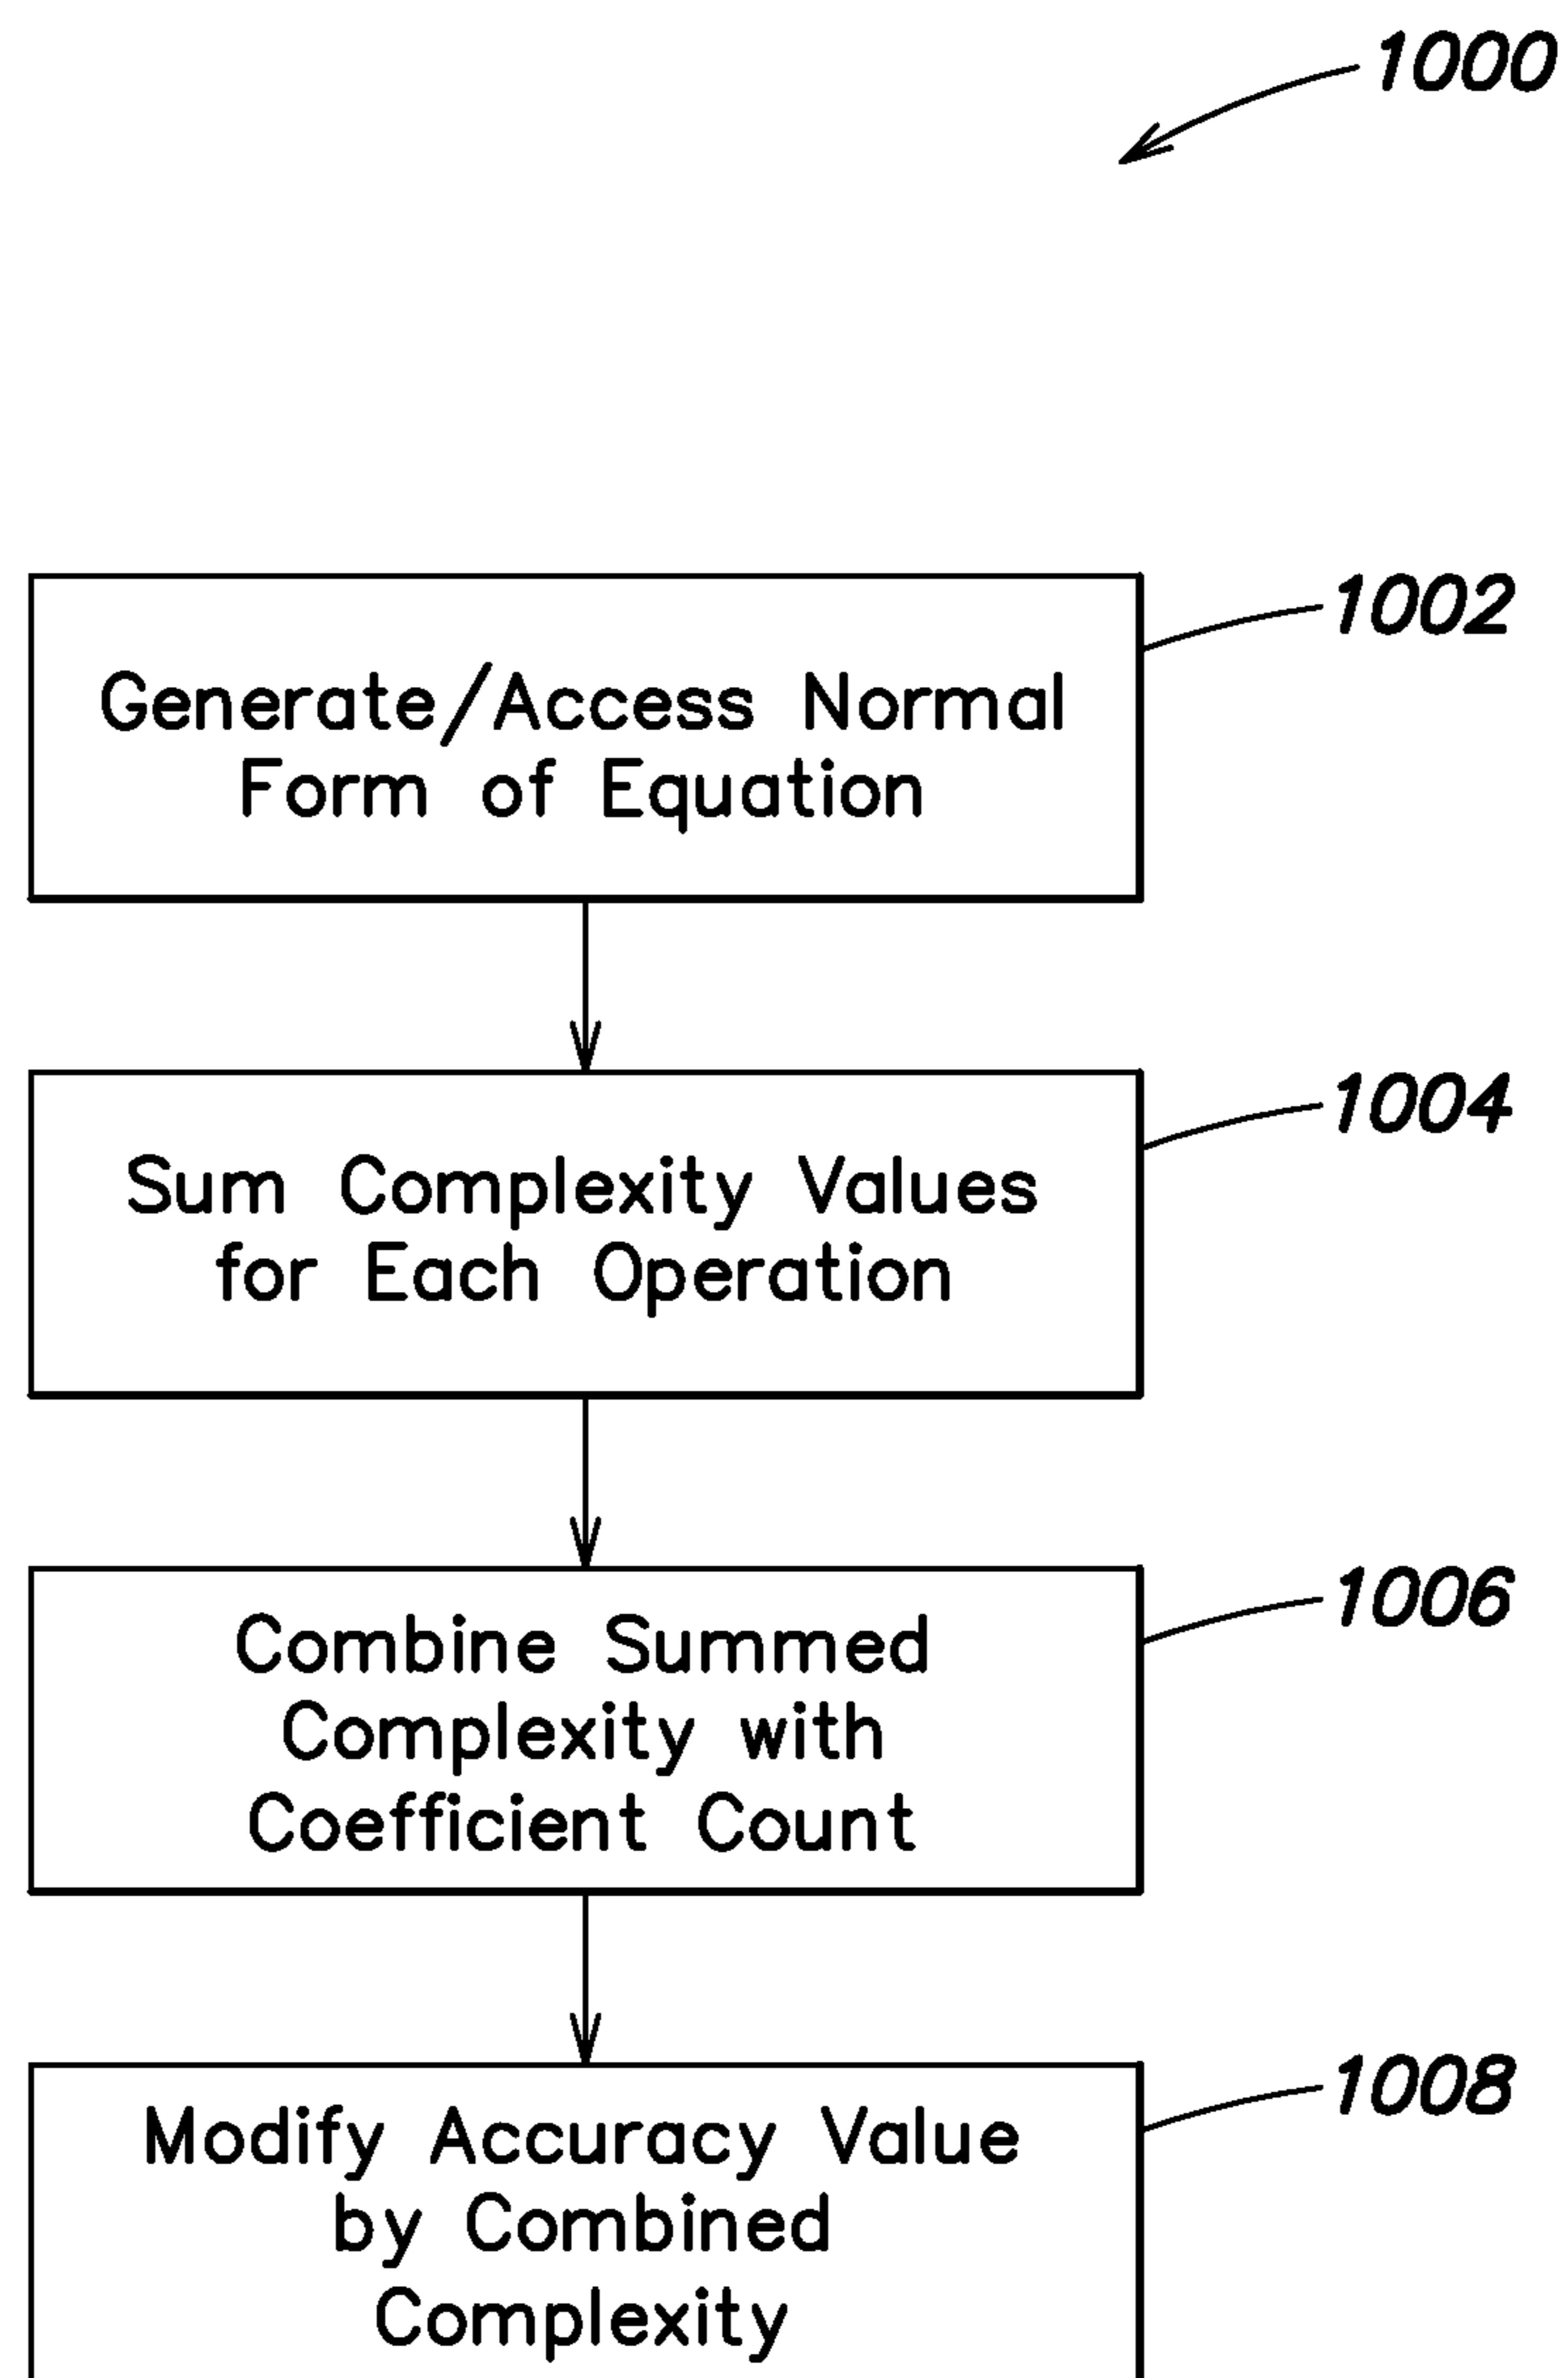 1000
1002
Generate/Access Normal
Form of Equation
1004
Sum Complexity Values
for Each Operation
1006
Combine Summed
Complexity with
Coefficient Count
1008
Modify Accuracy Value
by Combined
Complexity